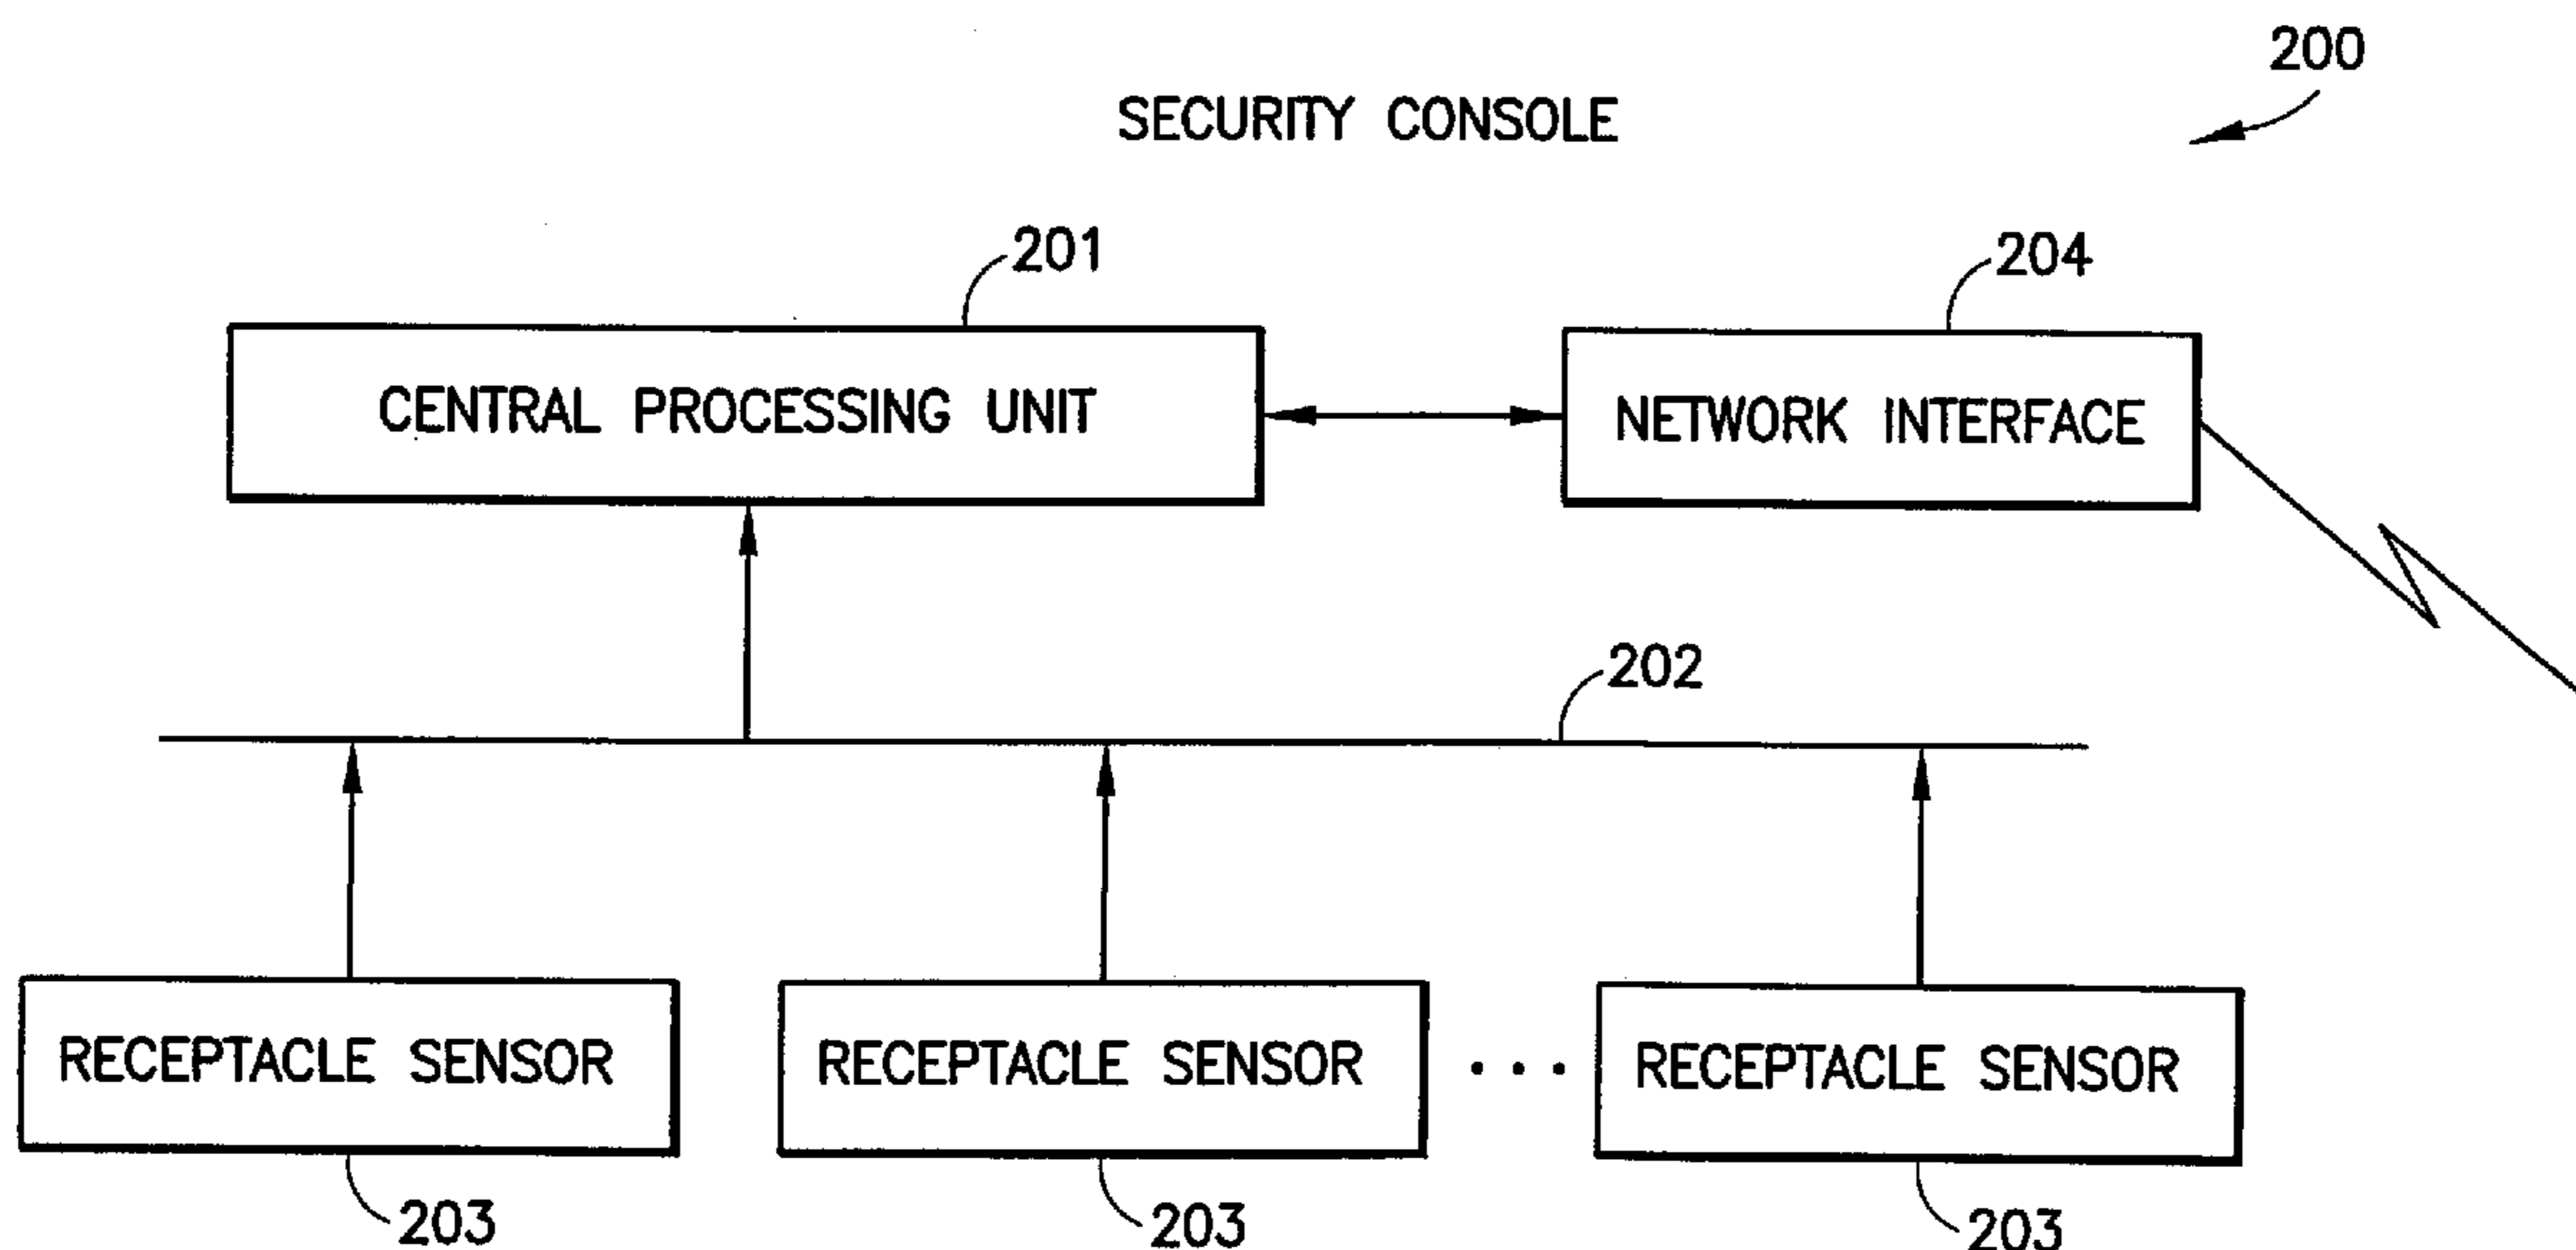 200
SECURITY CONSOLE
201
204
CENTRAL PROCESSING UNIT
NETWORK INTERFACE
202
RECEPTACLE SENSOR
RECEPTACLE SENSOR
...
RECEPTACLE SENSOR
203
203
203